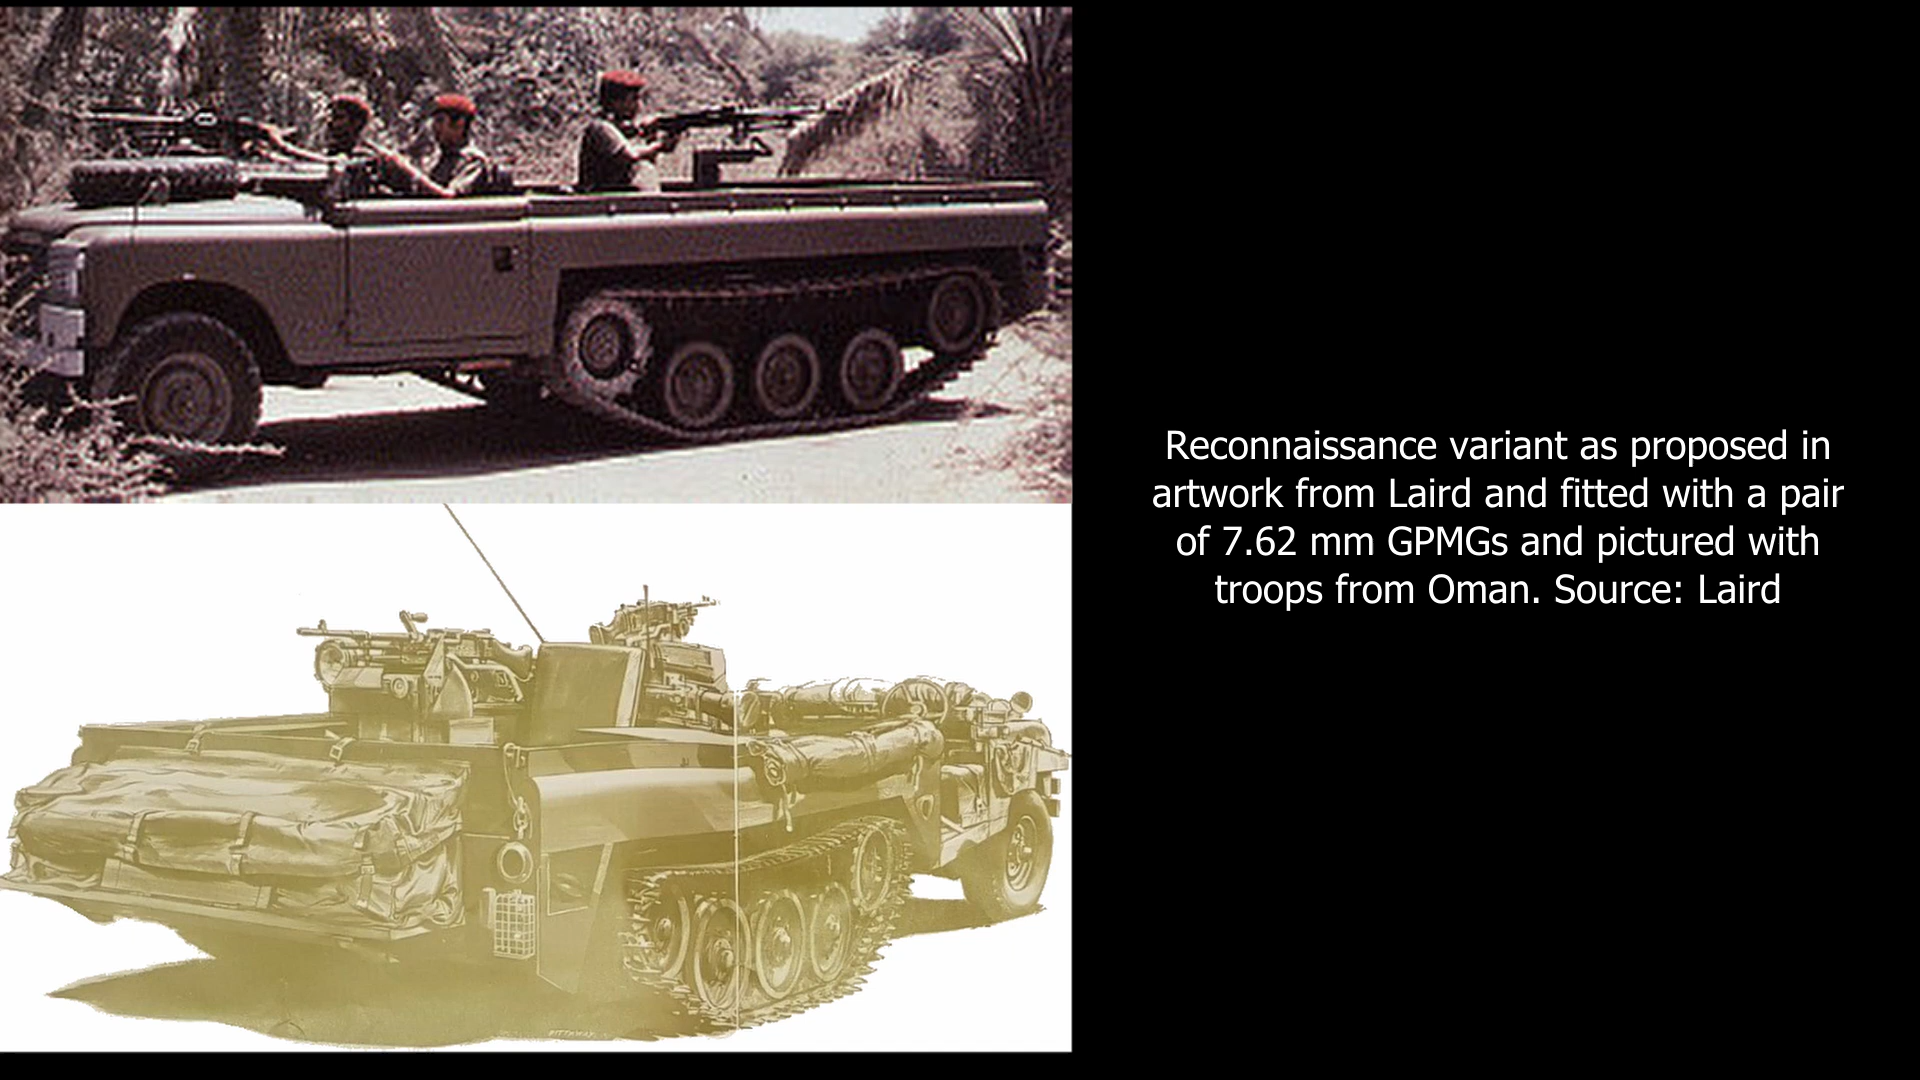 Reconnaissance variant as proposed in
artwork from Laird and fitted with a pair
of 7.62 mm GPMGs and pictured with
troops from Oman. Source: Laird